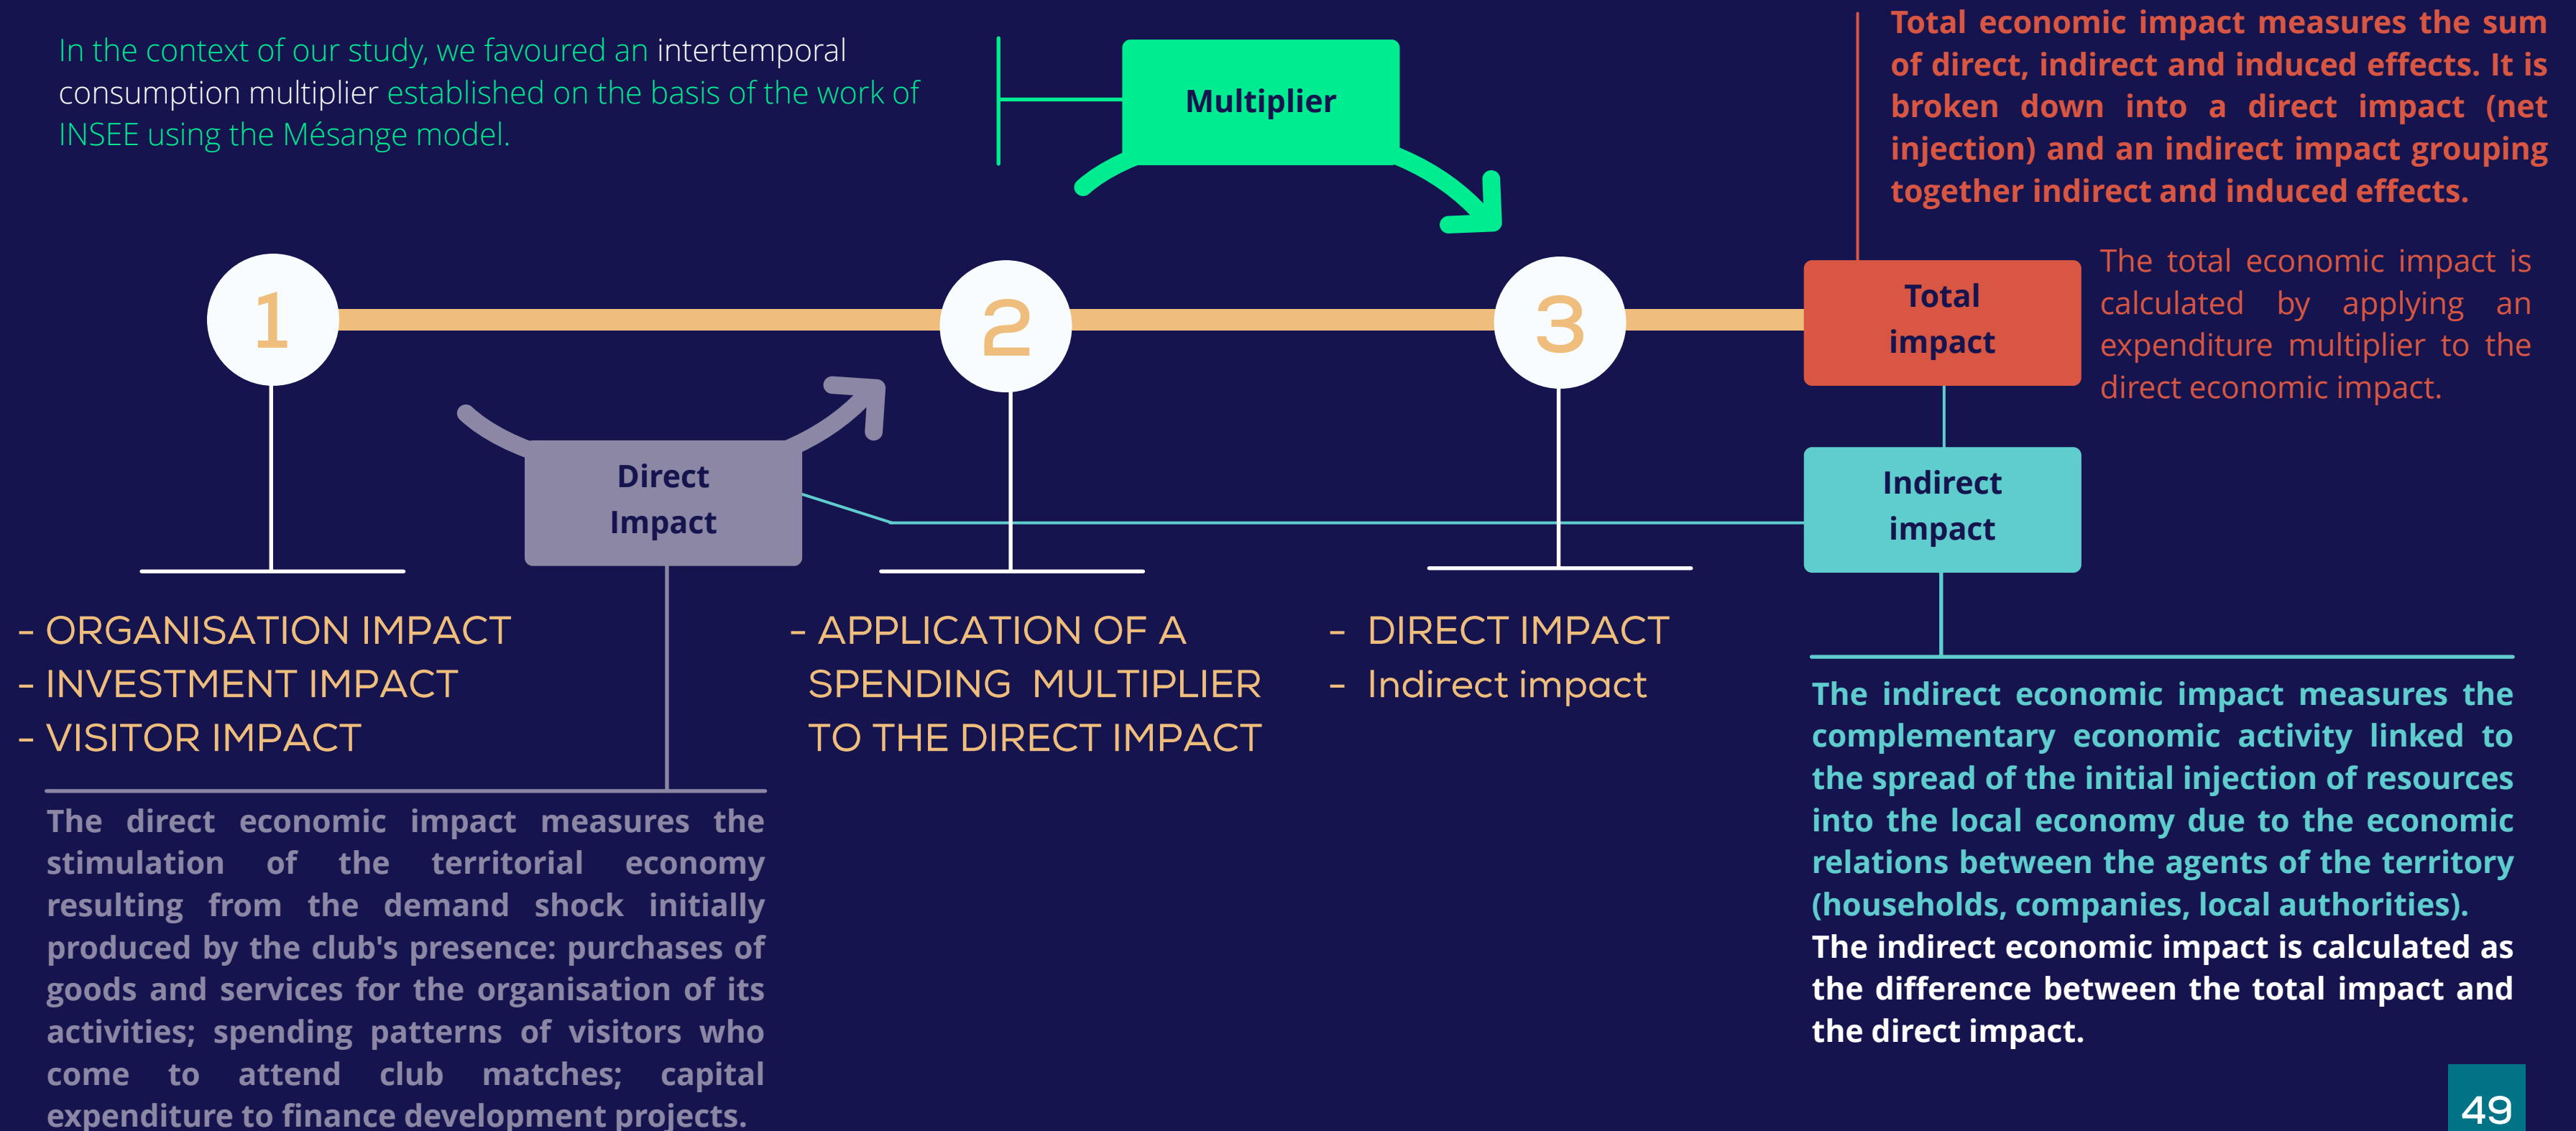 In the context of our study, we favoured an intertemporal
consumption multiplier established on the basis of the work of
INSEE using the Mésange model.
Multiplier
Total economic impact measures the sum
of direct, indirect and induced effects. It is
broken down into a direct impact (net
injection) and an indirect impact grouping
together indirect and induced effects.
1
2
3
Total
impact
The total economic impact is
calculated by applying an
expenditure multiplier to the
direct economic impact.
Direct
Impact
Indirect
impact
- ORGANISATION IMPACT
- INVESTMENT IMPACT
- VISITOR IMPACT
- APPLICATION OF A
SPENDING MULTIPLIER
TO THE DIRECT IMPACT
- DIRECT IMPACT
- Indirect impact
The direct economic impact measures the
stimulation of the territorial economy
resulting from the demand shock initially
produced by the club's presence: purchases of
goods and services for the organisation of its
activities; spending patterns of visitors who
come to attend club matches; capital
expenditure to finance development projects.
The indirect economic impact measures the
complementary economic activity linked to
the spread of the initial injection of resources
into the local economy due to the economic
relations between the agents of the territory
(households, companies, local authorities).
The indirect economic impact is calculated as
the difference between the total impact and
the direct impact.
49